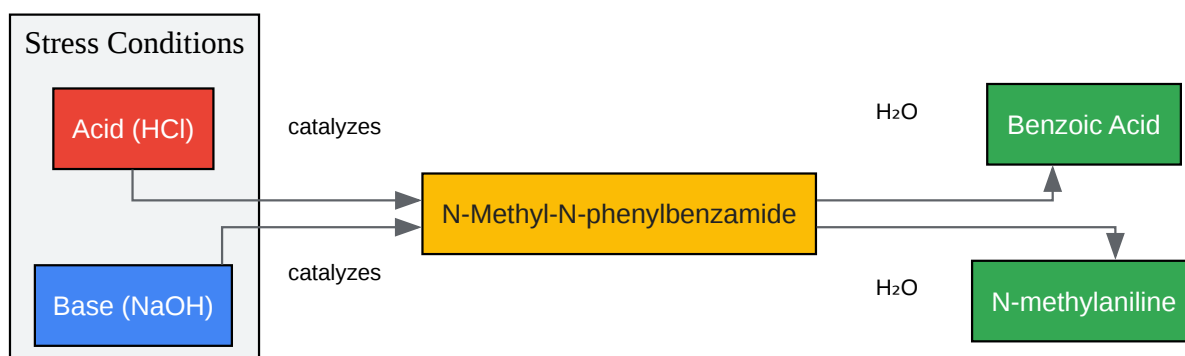 Stress Conditions
Acid (HCl)
catalyzes
H₂O
Benzoic Acid
N-Methyl-N-phenylbenzamide
Base (NaOH)
catalyzes
H₂O
N-methylaniline